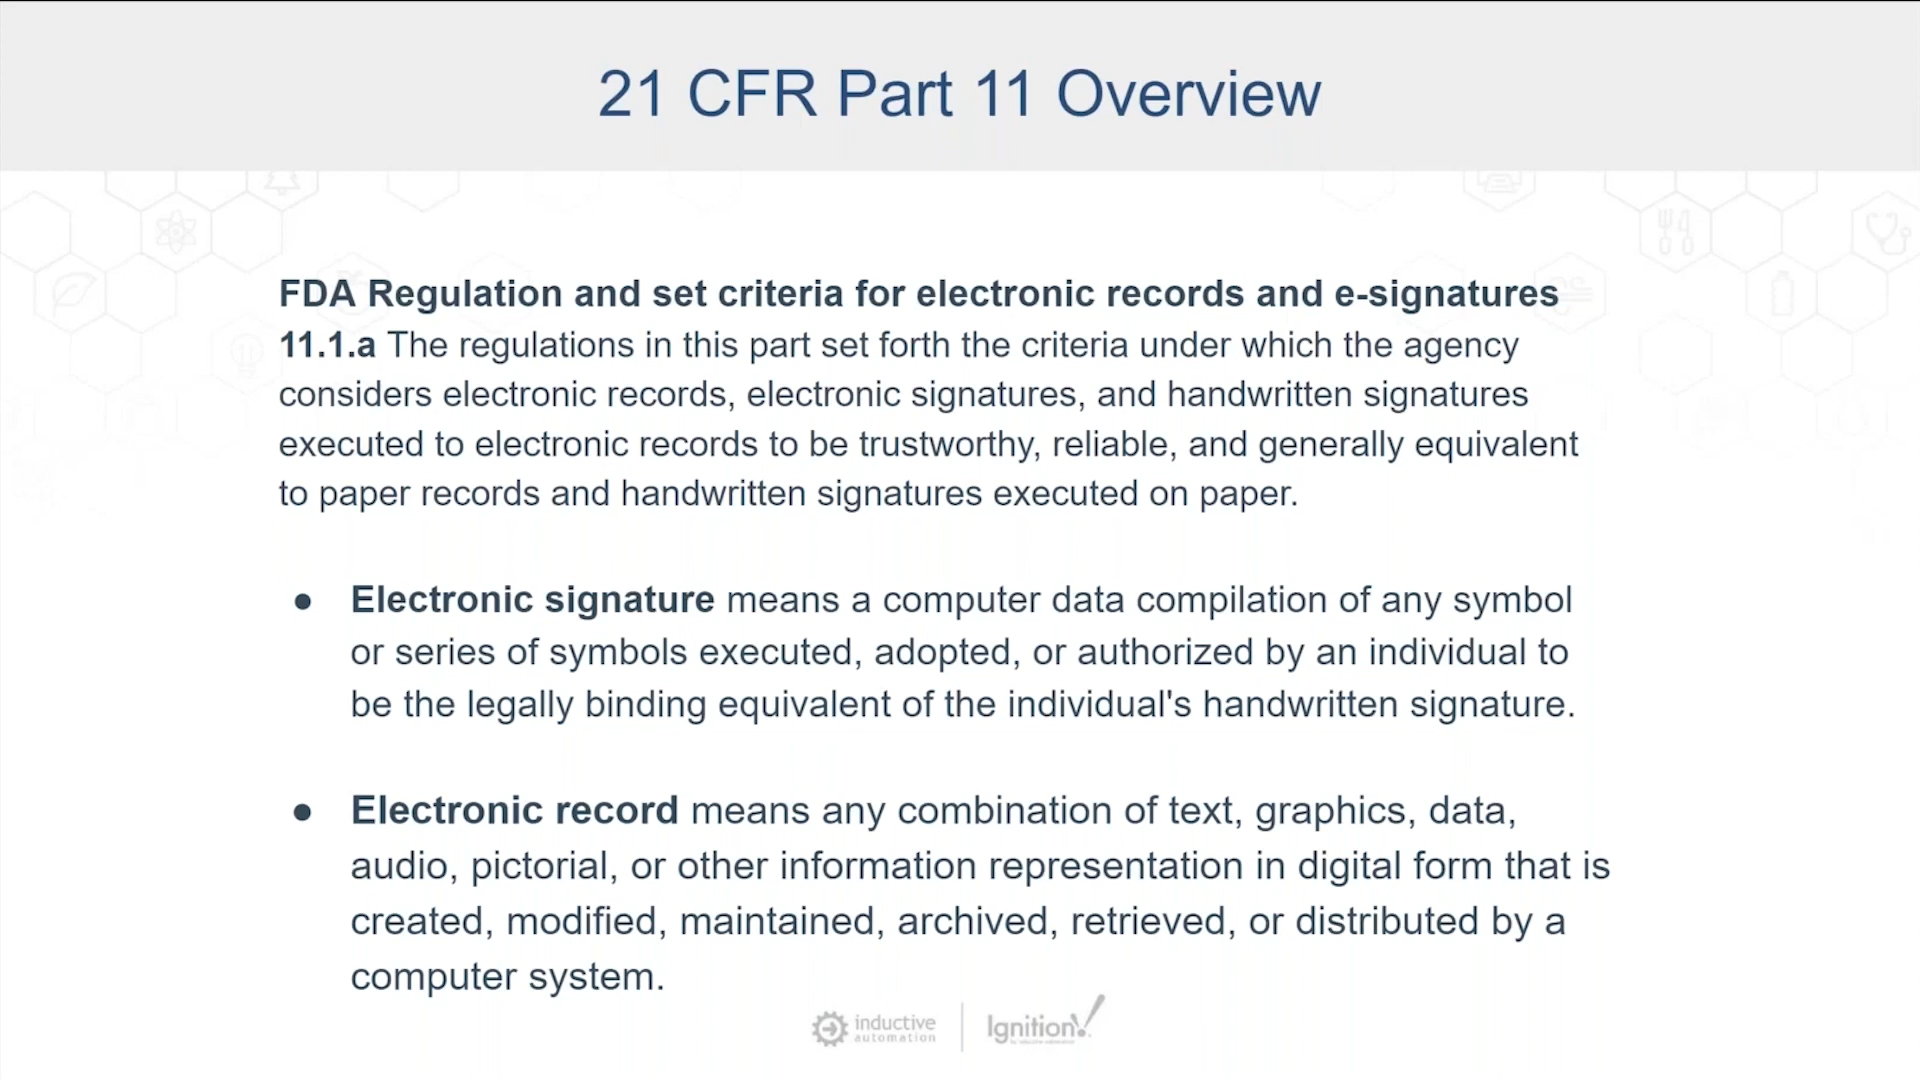 21 CFR Part 11 Overview
FDA Regulation and set criteria for electronic records and e-signatures
11.1.a The regulations in this part set forth the criteria under which the agency
considers electronic records, electronic signatures, and handwritten signatures
executed to electronic records to be trustworthy, reliable, and generally equivalent
to paper records and handwritten signatures executed on paper.
● Electronic signature means a computer data compilation of any symbol
or series of symbols executed, adopted, or authorized by an individual to
be the legally binding equivalent of the individual's handwritten signature.
● Electronic record means any combination of text, graphics, data,
audio, pictorial, or other information representation in digital form that is
created, modified, maintained, archived, retrieved, or distributed by a
computer system.
inductive
automation
Ignition!